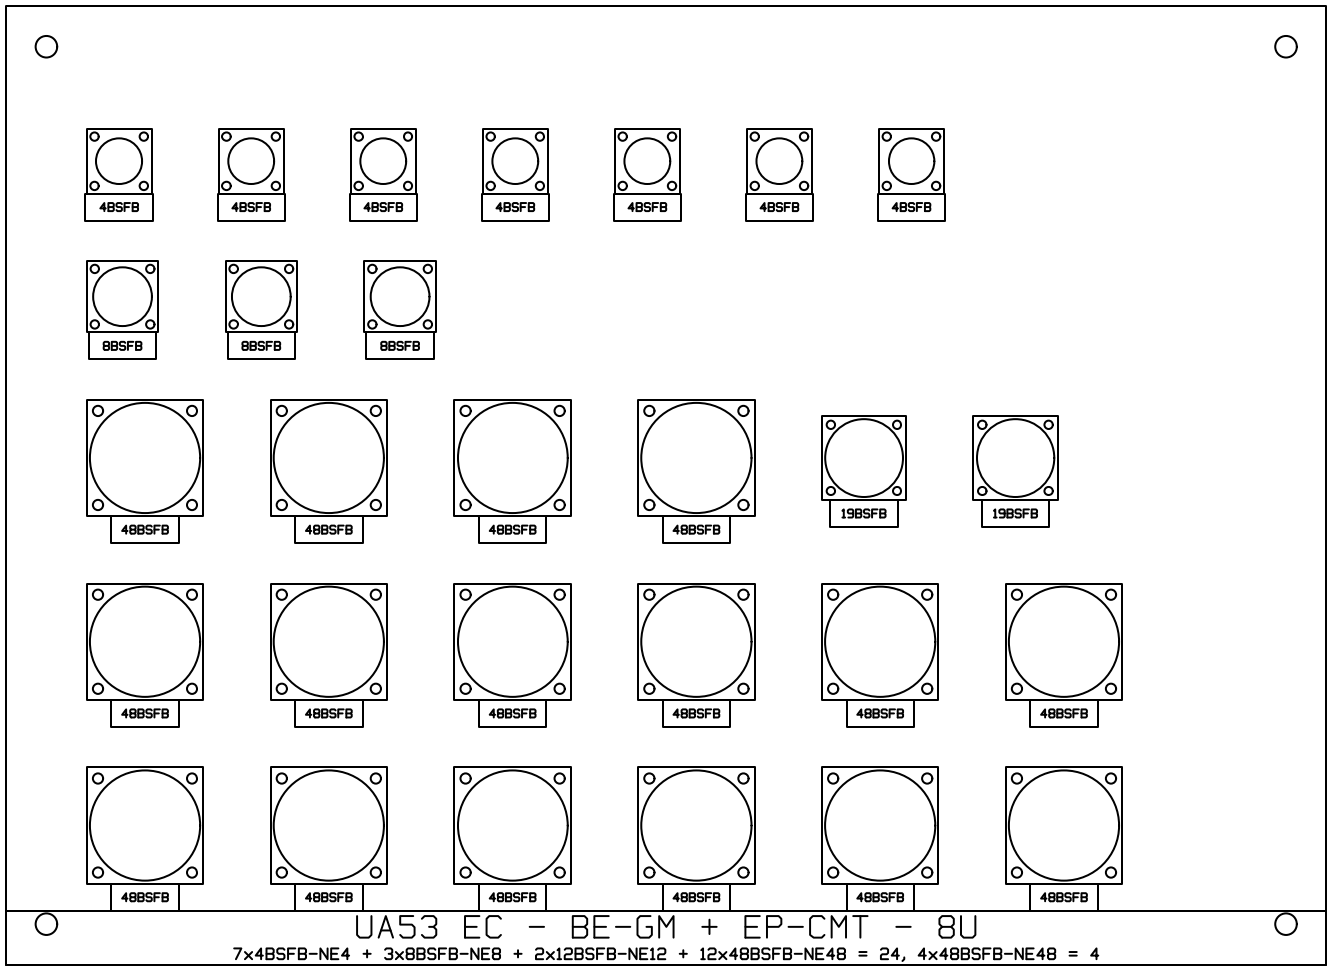 4BSFB 4BSFB 4BSFB 4BSFB 4BSFB 4BSFB 4BSFB
8BSFB 8BSFB 8BSFB
48BSFB 48BSFB 48BSFB 48BSFB 19BSFB 19BSFB
48BSFB 48BSFB 48BSFB 48BSFB 48BSFB 48BSFB
48BSFB 48BSFB 48BSFB 48BSFB 48BSFB 48BSFB
UA53 EC - BE-GM + EP-CMT - 8U
7x4BSFB-NE4 + 3x8BSFB-NE8 + 2x12BSFB-NE12 + 12x48BSFB-NE48 = 24, 4x48BSFB-NE48 = 4